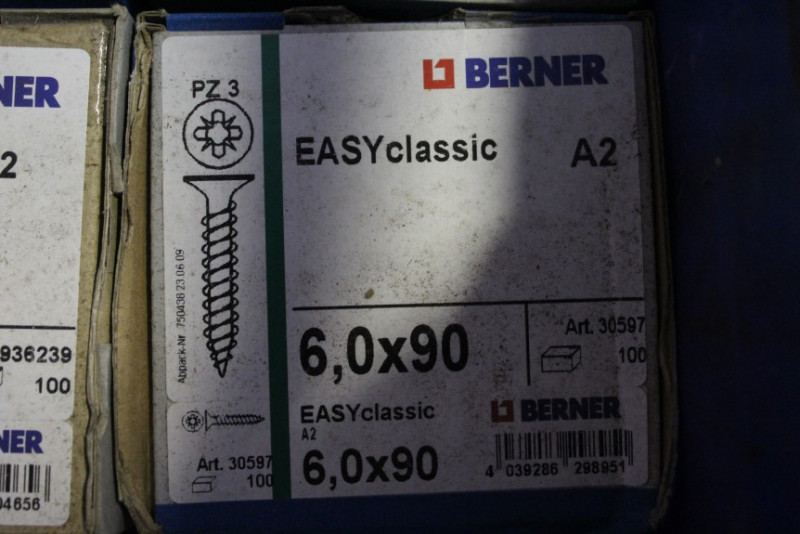 NER
2
936239
100
NER
04656
PZ 3
BERNER
EASYclassic A2
Abpack-Nr. 750438 23.06.09
6,0x90
Art. 30597
100
EASYclassic
A2
BERNER
Art. 30597
100
6,0x90
4 039286 298951